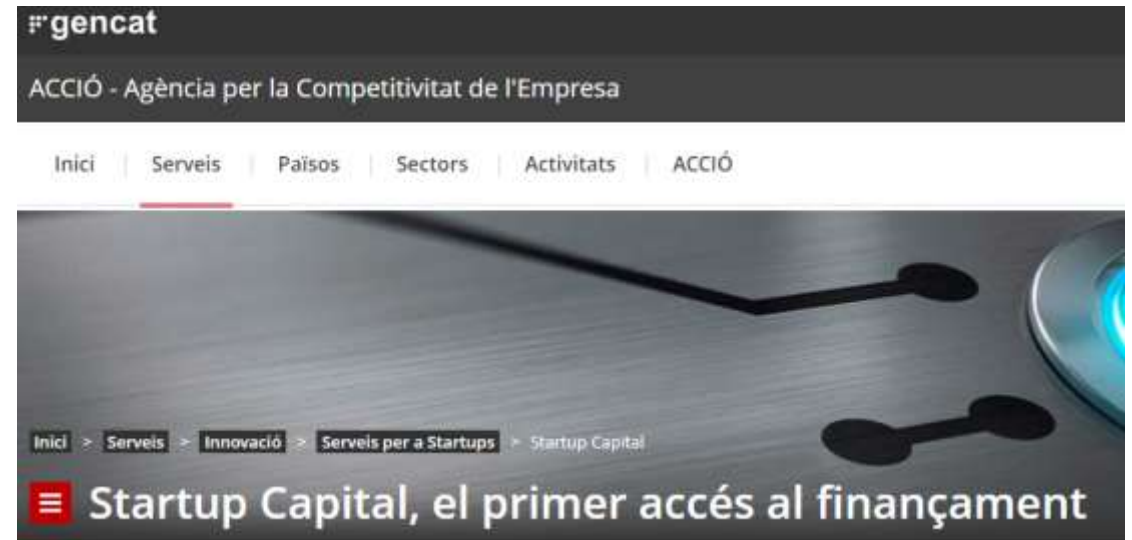 gencat
ACCIÓ - Agència per la Competitivitat de l'Empresa
Inici | Serveis | Països | Sectors | Activitats | ACCIÓ
Inici > Serveis > Innovació > Serveis per a Startups > Startup Capital
Startup Capital, el primer accés al finançament